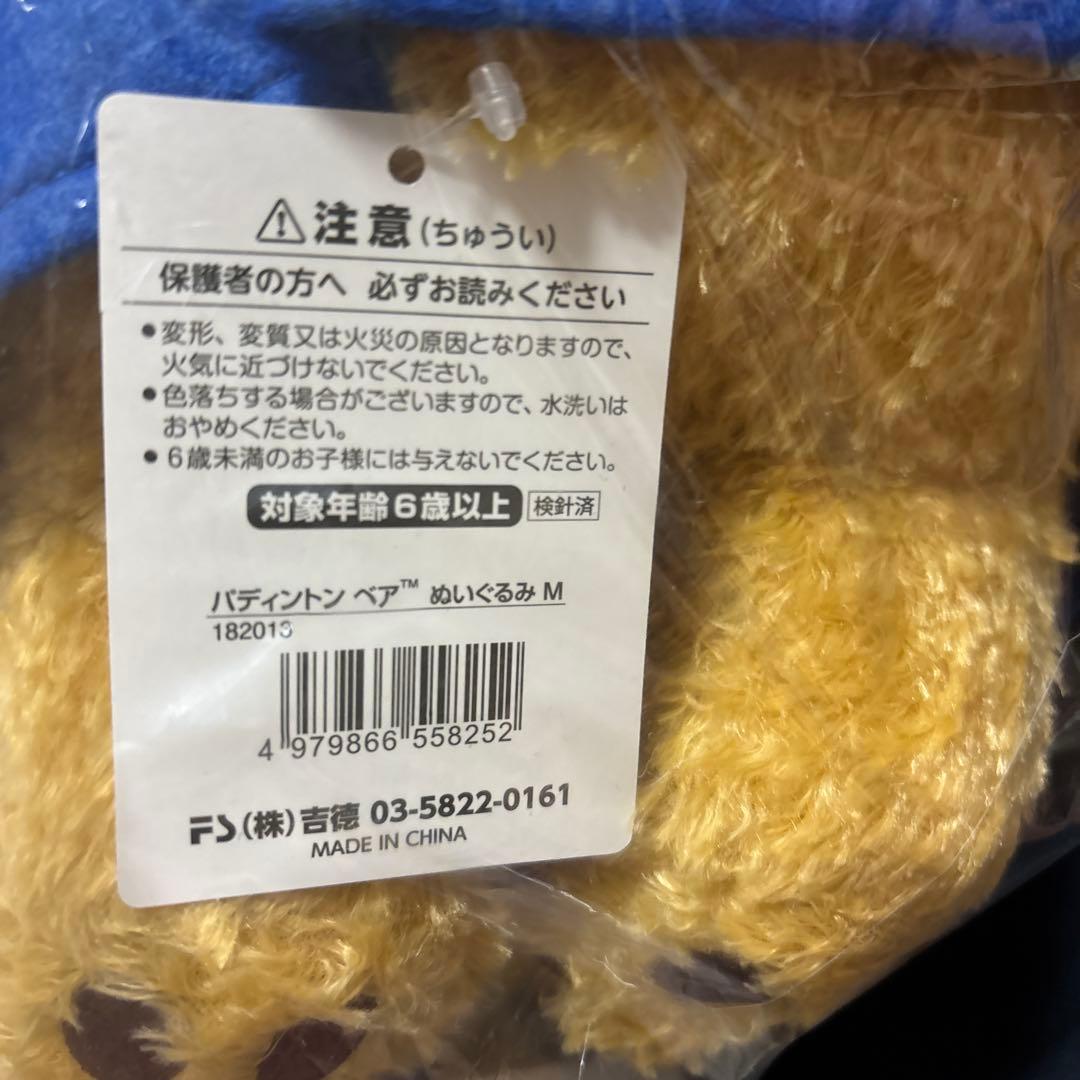 ⚠注意(ちゅうい)
保護者の方へ 必ずお読みください
●変形、変質又は火災の原因となりますので、
火気に近づけないでください。
●色落ちする場合がございますので、水洗いは
おやめください。
●6歳未満のお子様には与えないでください。
対象年齢6歳以上 検針済
パディントン ベア™ ぬいぐるみ M
182013
4 979866 558252
FS(株)吉德 03-5822-0161
MADE IN CHINA